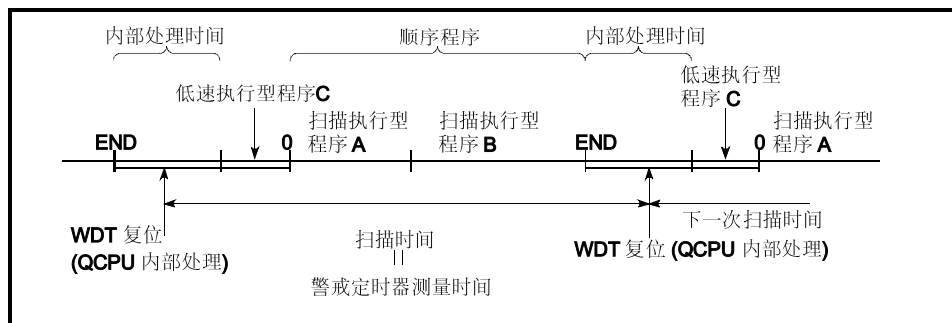 内部处理时间
顺序程序
内部处理时间
低速执行型程序C
低速执行型
程序 C
END
0
扫描执行型
程序 A
扫描执行型
程序 B
END
0
扫描执行型
程序 A
WDT 复位
(QCPU 内部处理)
扫描时间
警戒定时器测量时间
下一次扫描时间
WDT 复位 (QCPU 内部处理)